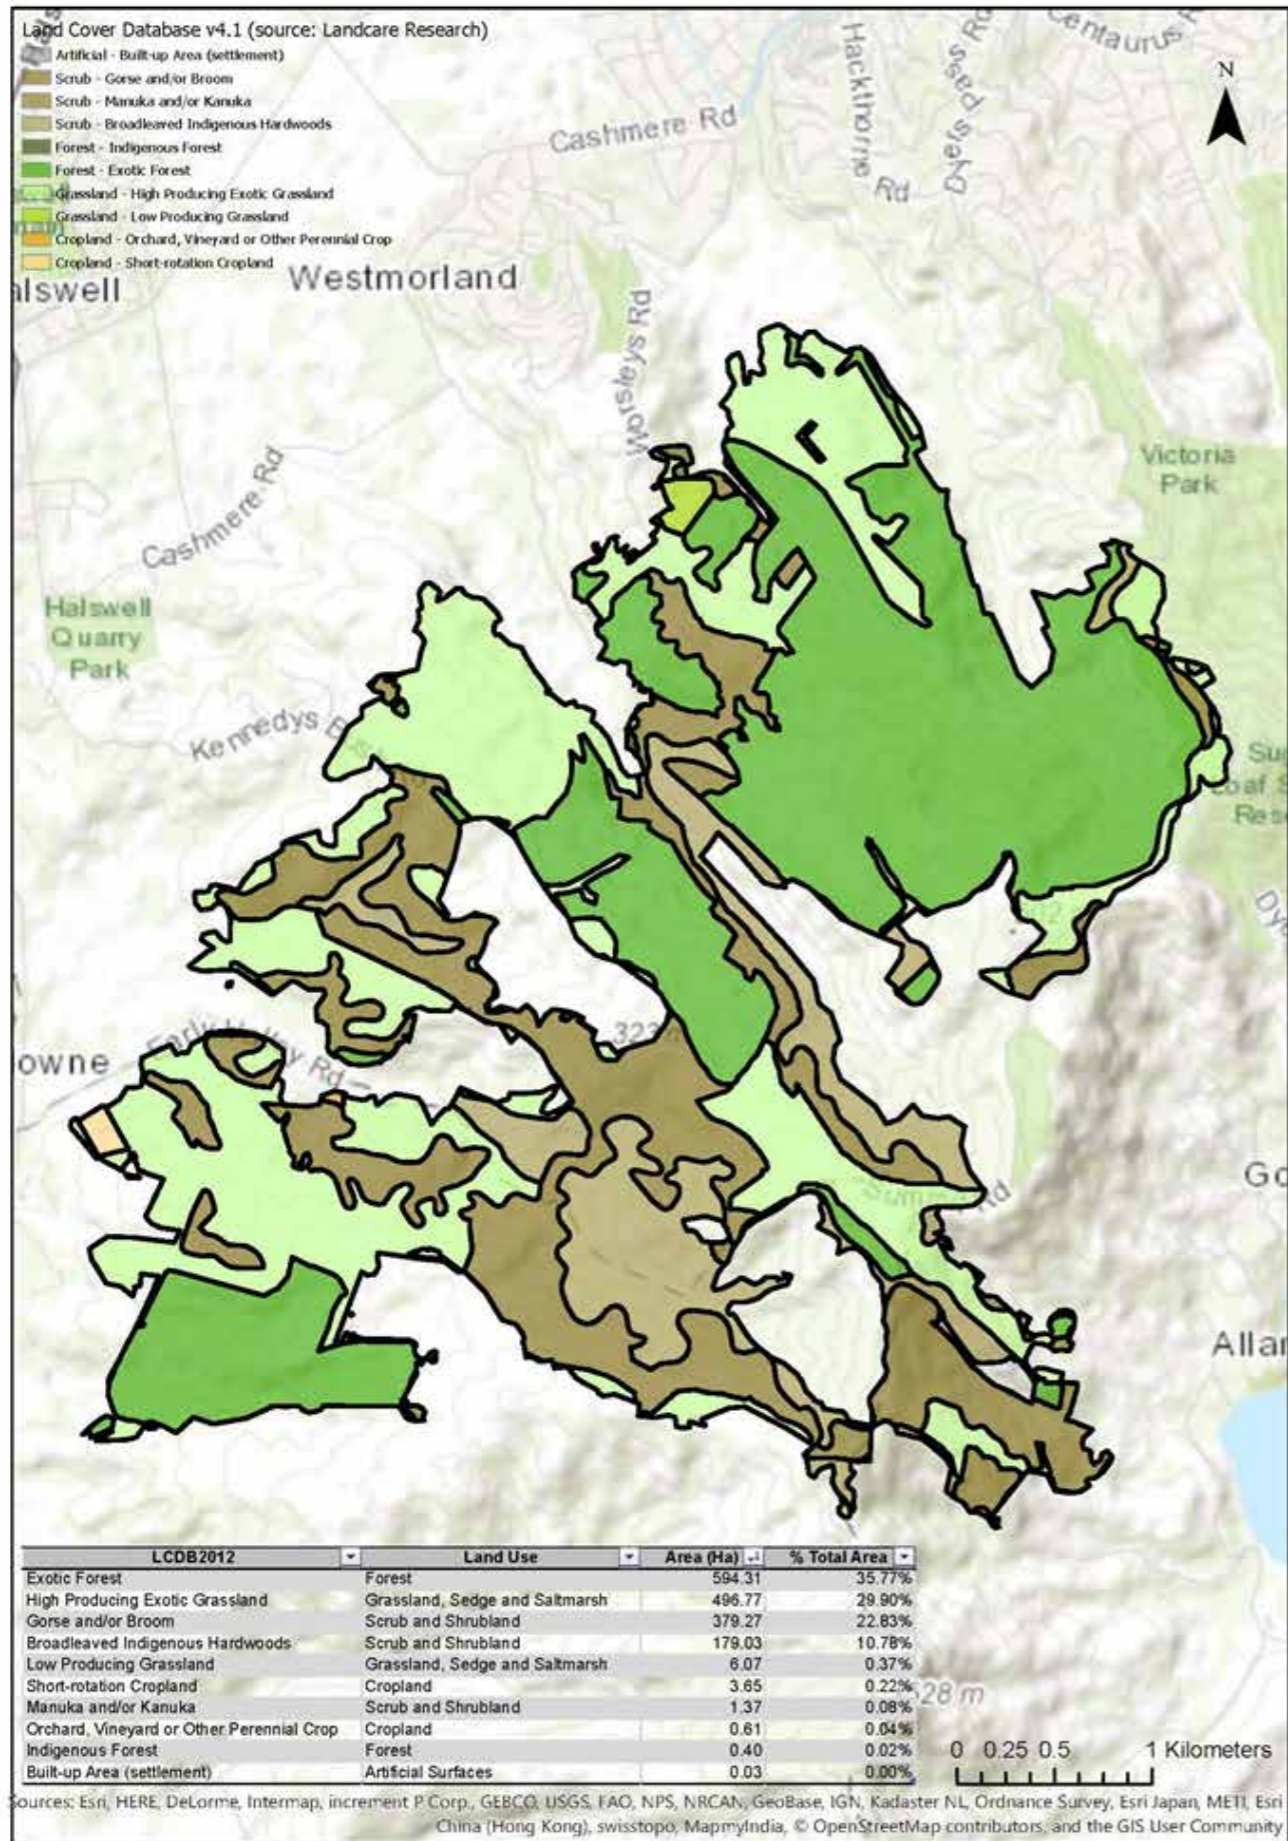 Land Cover Database v4.1 (source: Landcare Research)
Artificial - Built-up Area (settlement)
Scrub - Gorse and/or Broom
Scrub - Manuka and/or Kanuka
Scrub - Broadleaved Indigenous Hardwoods
Forest - Indigenous Forest
Forest - Exotic Forest
Grassland - High Producing Exotic Grassland
Grassland - Low Producing Grassland
Cropland - Orchard, Vineyard or Other Perennial Crop
Cropland - Short-rotation Cropland
Centaurus R
Hackthorne Rd
Dyers Pass Rd
N
Cashmere Rd
alswell
Westmorland
Worsleys Rd
Victoria
Park
Cashmere Rd
Halswell
Quarry
Park
Kennedys Bus
Su
oaf S
Res
Dy
323
owne
Early Valley Rd
Summit Rd
Go
Allan
LCDB2012 Land Use Area (Ha) % Total Area
Exotic Forest Forest 594.31 35.77%
High Producing Exotic Grassland Grassland, Sedge and Saltmarsh 496.77 29.90%
Gorse and/or Broom Scrub and Shrubland 379.27 22.83%
Broadleaved Indigenous Hardwoods Scrub and Shrubland 179.03 10.78%
Low Producing Grassland Grassland, Sedge and Saltmarsh 6.07 0.37%
Short-rotation Cropland Cropland 3.65 0.22%
Manuka and/or Kanuka Scrub and Shrubland 1.37 0.08%
Orchard, Vineyard or Other Perennial Crop Cropland 0.61 0.04%
Indigenous Forest Forest 0.40 0.02%
Built-up Area (settlement) Artificial Surfaces 0.03 0.00%
28 m
0 0.25 0.5 1 Kilometers
Sources: Esri, HERE, DeLorme, Intermap, increment P Corp., GEBCO, USGS, FAO, NPS, NRCAN, GeoBase, IGN, Kadaster NL, Ordnance Survey, Esri Japan, METI, Esri
China (Hong Kong), swisstopo, MapmyIndia, © OpenStreetMap contributors, and the GIS User Community